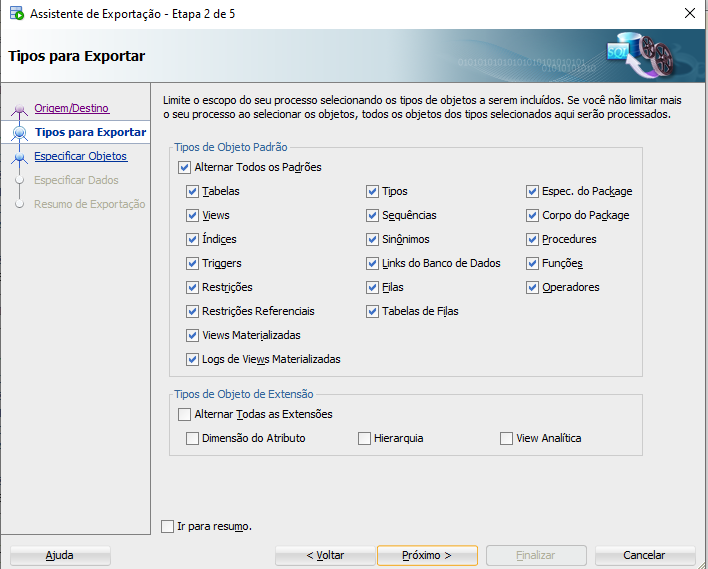 Assistente de Exportação - Etapa 2 de 5
Tipos para Exportar
SQL
Origem/Destino
Tipos para Exportar
Especificar Objetos
Especificar Dados
Resumo de Exportação
Limite o escopo do seu processo selecionando os tipos de objetos a serem incluídos. Se você não limitar mais
o seu processo ao selecionar os objetos, todos os objetos dos tipos selecionados aqui serão processados.
Tipos de Objeto Padrão
Alternar Todos os Padrões
Tabelas Tipos Espec. do Package
Views Sequências Corpo do Package
Índices Sinônimos Procedures
Triggers Links do Banco de Dados Funções
Restrições Filas Operadores
Restrições Referenciais Tabelas de Filas
Views Materializadas
Logs de Views Materializadas
Tipos de Objeto de Extensão
Alternar Todas as Extensões
Dimensão do Atributo Hierarquia View Analítica
Ir para resumo.
Ajuda < Voltar Próximo > Finalizar Cancelar